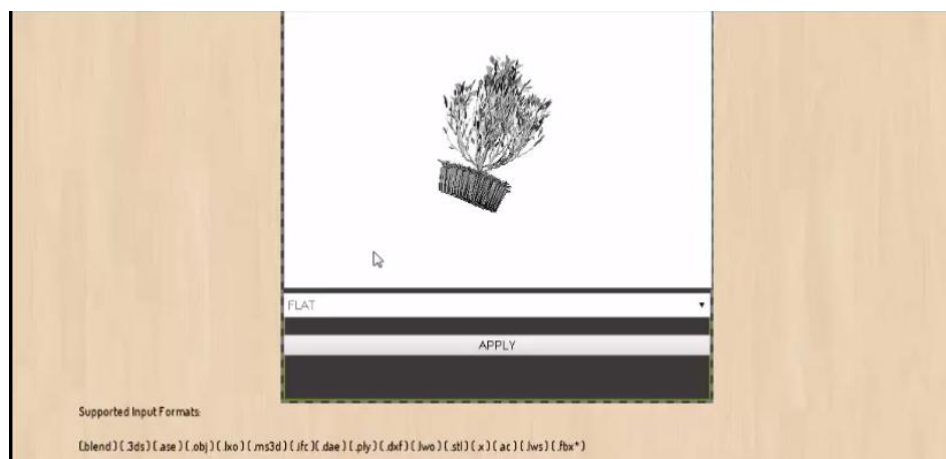 FLAT
APPLY
Supported Input Formats:
(.blend) (.3ds) (.ase) (.obj) (.lxo) (.ms3d) (.ifc) (.dae) (.ply) (.dxf) (.lwo) (.stl) (.x) (.ac) (.lws) (.fbx*)